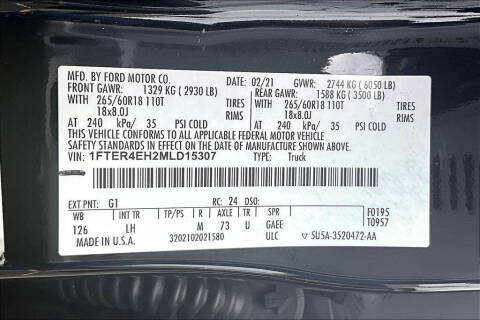 MFD. BY FORD MOTOR CO.
DATE: 02/21 GVWR: 2744 KG ( 6050 LB)
FRONT GAWR: 1329 KG ( 2930 LB) REAR GAWR: 1588 KG ( 3500 LB)
WITH 265/60R18 110T TIRES WITH 265/60R18 110T TIRES
18x8.0J RIMS 18x8.0J RIMS
AT 240 kPa/ 35 PSI COLD AT 240 kPa/ 35 PSI COLD
THIS VEHICLE CONFORMS TO ALL APPLICABLE FEDERAL MOTOR VEHICLE
SAFETY STANDARDS IN EFFECT ON THE DATE OF MANUFACTURE SHOWN ABOVE.
VIN: 1FTER4EH2MLD15307 TYPE: Truck
EXT PNT: G1 RC: 24 DSO:
WB INT TR TP/PS R AXLE TR SPR
126 LH M 73 U GAEE
F0195
T0957
MADE IN U.S.A. 3202102021580 ULC 5U5A-3520472-AA